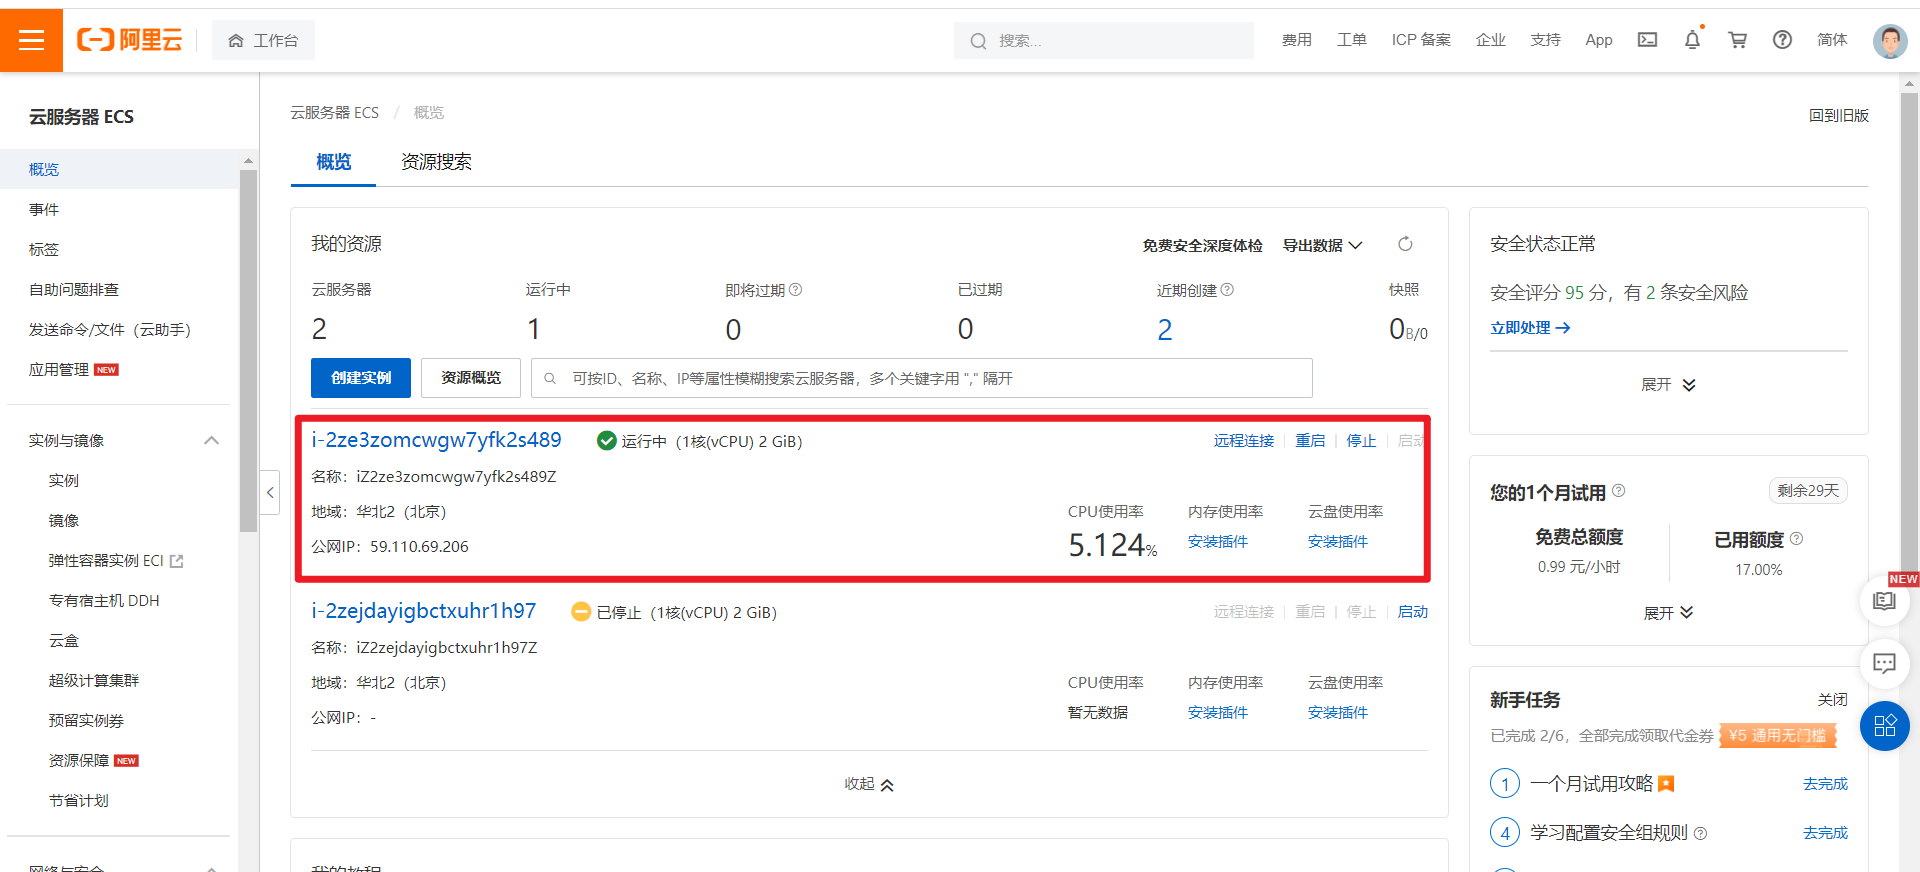 阿里云
工作台
搜索...
费用
工单
ICP 备案
企业
支持
App
简体
云服务器 ECS
概览
事件
标签
自助问题排查
发送命令/文件（云助手）
应用管理 NEW
实例与镜像
实例
镜像
弹性容器实例 ECI
专有宿主机 DDH
云盒
超级计算集群
预留实例券
资源保障 NEW
节省计划
网络与安全
云服务器 ECS / 概览
回到旧版
概览
资源搜索
我的资源
免费安全深度体检
导出数据
云服务器
2
运行中
1
即将过期
0
已过期
0
近期创建
2
快照
0B/0
创建实例
资源概览
可按ID、名称、IP等属性模糊搜索云服务器，多个关键字用 "," 隔开
i-2ze3zomcwgw7yfk2s489
运行中（1核(vCPU) 2 GiB）
远程连接
重启
停止
启动
名称：iZ2ze3zomcwgw7yfk2s489Z
地域：华北2（北京）
公网IP：59.110.69.206
CPU使用率
5.124%
内存使用率
安装插件
云盘使用率
安装插件
i-2zejdayigbctxuhr1h97
已停止（1核(vCPU) 2 GiB）
远程连接
重启
停止
启动
名称：iZ2zejdayigbctxuhr1h97Z
地域：华北2（北京）
公网IP：-
CPU使用率
暂无数据
内存使用率
安装插件
云盘使用率
安装插件
收起
我的教程
安全状态正常
安全评分 95 分，有 2 条安全风险
立即处理
展开
您的1个月试用
剩余29天
免费总额度
0.99 元/小时
已用额度
17.00%
展开
NEW
新手任务
关闭
已完成 2/6，全部完成领取代金券
¥5 通用无门槛
1 一个月试用攻略
去完成
4 学习配置安全组规则
去完成